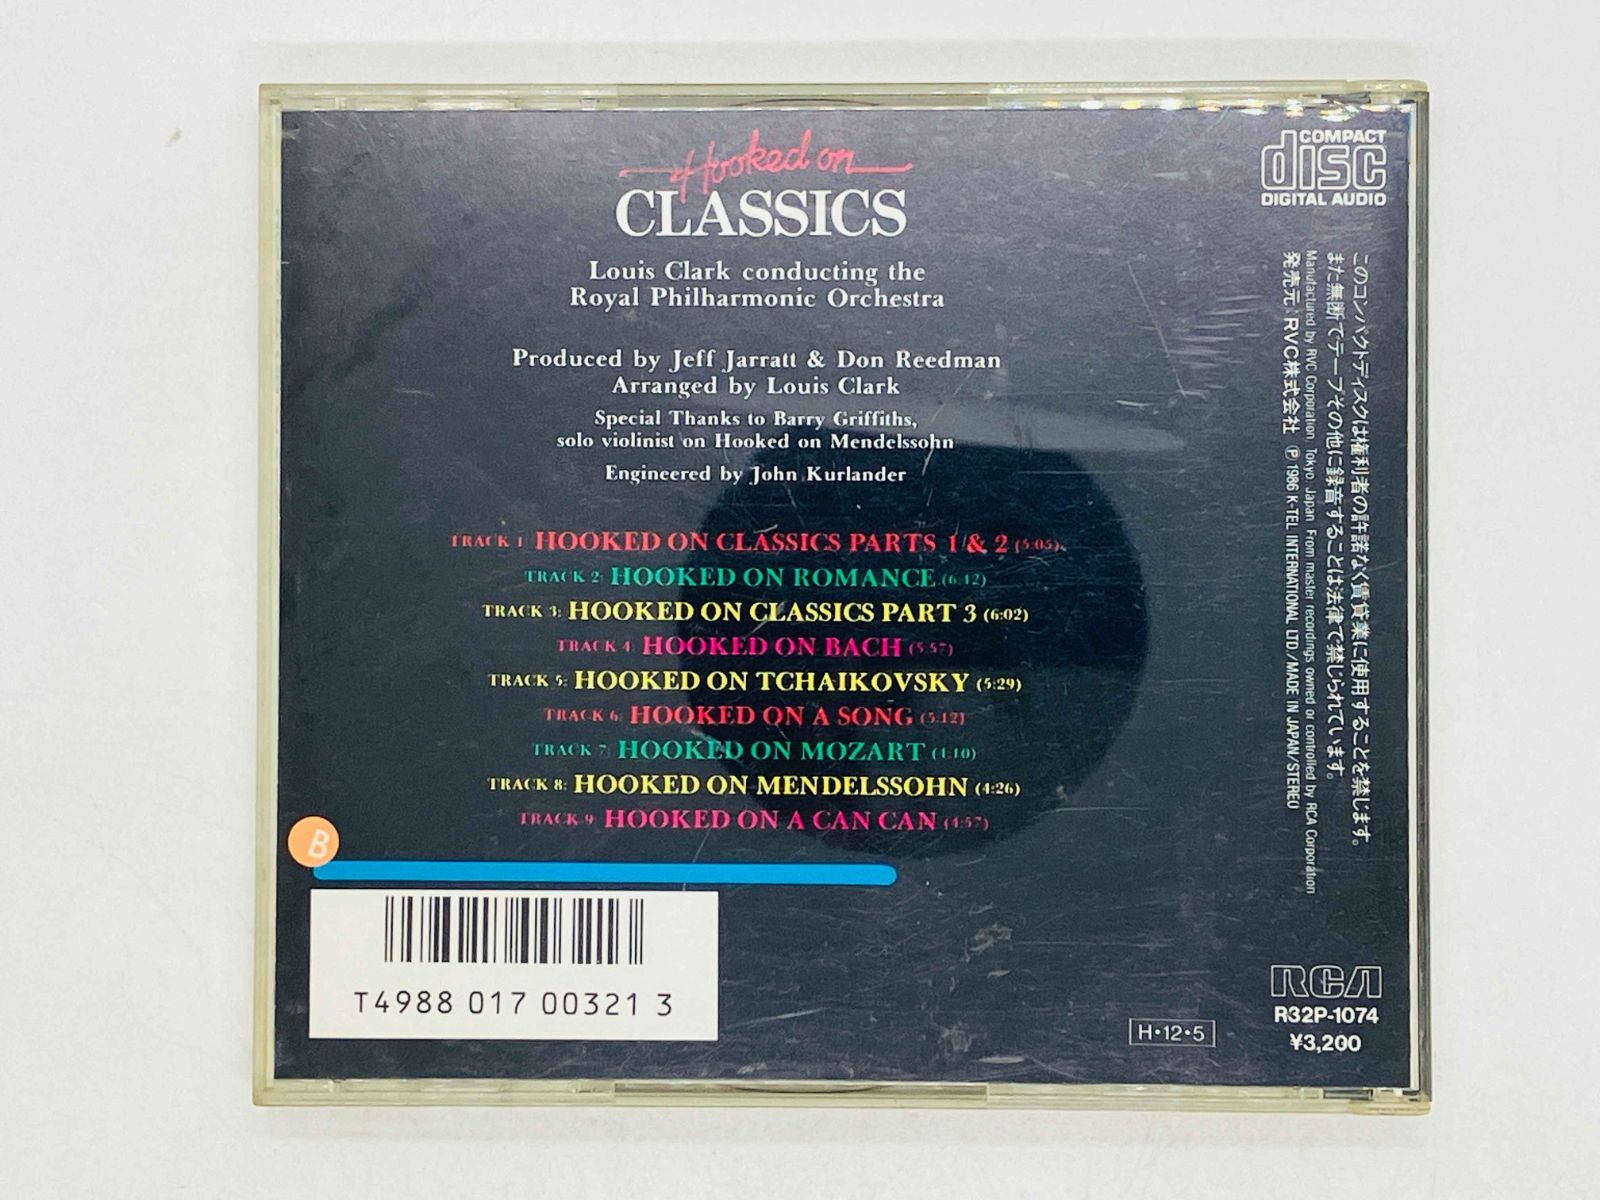 Hooked on
CLASSICS
Louis Clark conducting the
Royal Philharmonic Orchestra
Produced by Jeff Jarratt & Don Reedman
Arranged by Louis Clark
Special Thanks to Barry Griffiths,
solo violinist on Hooked on Mendelssohn
Engineered by John Kurlander
TRACK 1 HOOKED ON CLASSICS PARTS 1 & 2 (5:05)
TRACK 2: HOOKED ON ROMANCE (6:12)
TRACK 3: HOOKED ON CLASSICS PART 3 (6:02)
TRACK 4: HOOKED ON BACH (5:57)
TRACK 5: HOOKED ON TCHAIKOVSKY (5:29)
TRACK 6: HOOKED ON A SONG (5:12)
TRACK 7: HOOKED ON MOZART (4:10)
TRACK 8: HOOKED ON MENDELSSOHN (4:26)
TRACK 9: HOOKED ON A CAN CAN (4:57)
B
T4988 017 00321 3
COMPACT
disc
DIGITAL AUDIO
このコンパクトディスクは権利者の許諾なく賃貸業に使用することを禁じます。
また無断でテープその他に録音することは法律で禁じられています。
Manufactured by RVC Corporation, Tokyo, Japan. From master recordings owned or controlled by RCA Corporation
発売元:RVC株式会社 Ⓟ 1986 K-TEL INTERNATIONAL LTD/MADE IN JAPAN/STEREO
RCA
R32P-1074
¥3,200
H・12・5